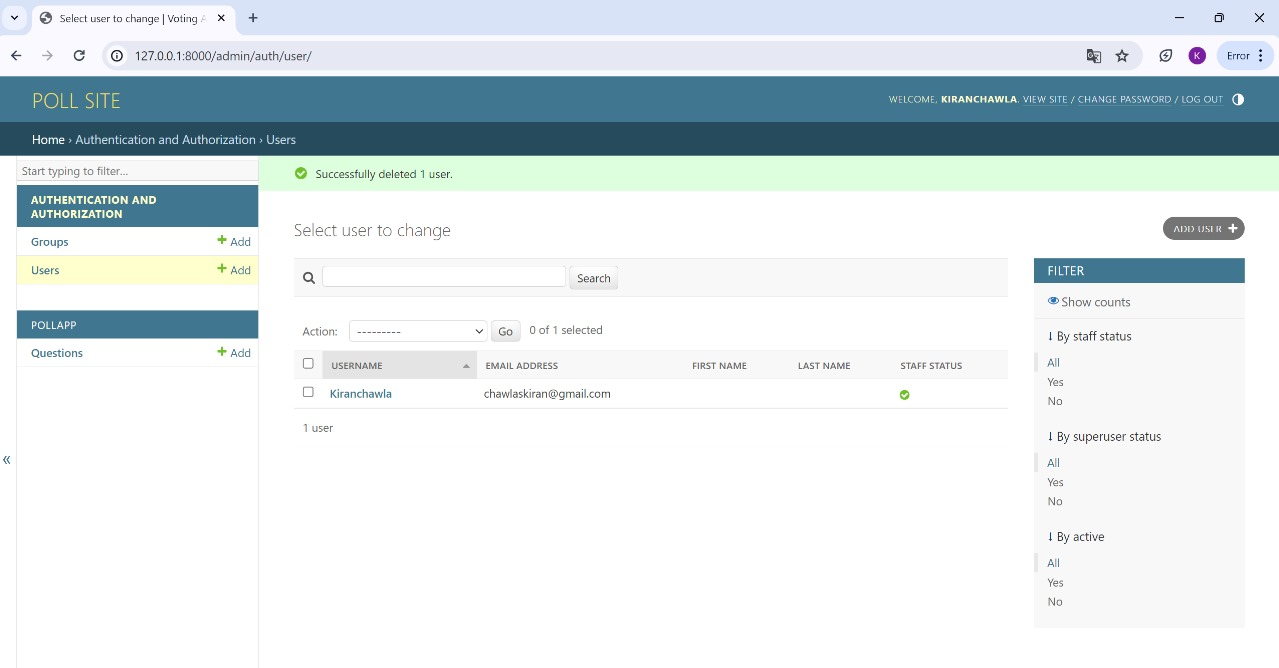 Select user to change | Voting A
127.0.0.1:8000/admin/auth/user/
K
Error
POLL SITE
WELCOME, KIRANCHAWLA. VIEW SITE / CHANGE PASSWORD / LOG OUT
Home › Authentication and Authorization › Users
Start typing to filter...
AUTHENTICATION AND
AUTHORIZATION
Groups + Add
Users + Add
POLLAPP
Questions + Add
«
Successfully deleted 1 user.
Select user to change
ADD USER +
Search
Action: --------- Go 0 of 1 selected
USERNAME EMAIL ADDRESS FIRST NAME LAST NAME STAFF STATUS
Kiranchawla chawlaskiran@gmail.com
1 user
FILTER
Show counts
↓ By staff status
All
Yes
No
↓ By superuser status
All
Yes
No
↓ By active
All
Yes
No